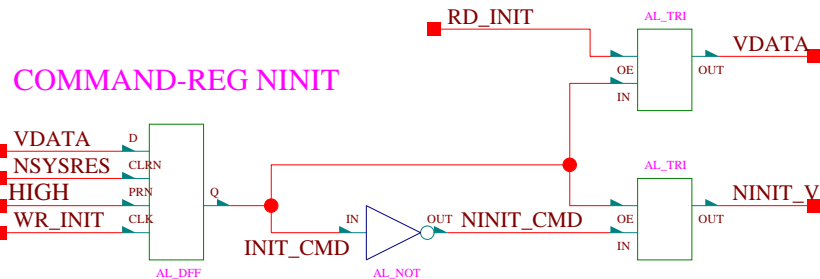 RD_INIT
AL_TRI
VDATA
OE
OUT
IN
COMMAND-REG NINIT
VDATA
D
NSYSRES
CLRN
HIGH
PRN
Q
WR_INIT
CLK
AL_DFF
INIT_CMD
IN
OUT
AL_NOT
NINIT_CMD
AL_TRI
OE
OUT
IN
NINIT_V